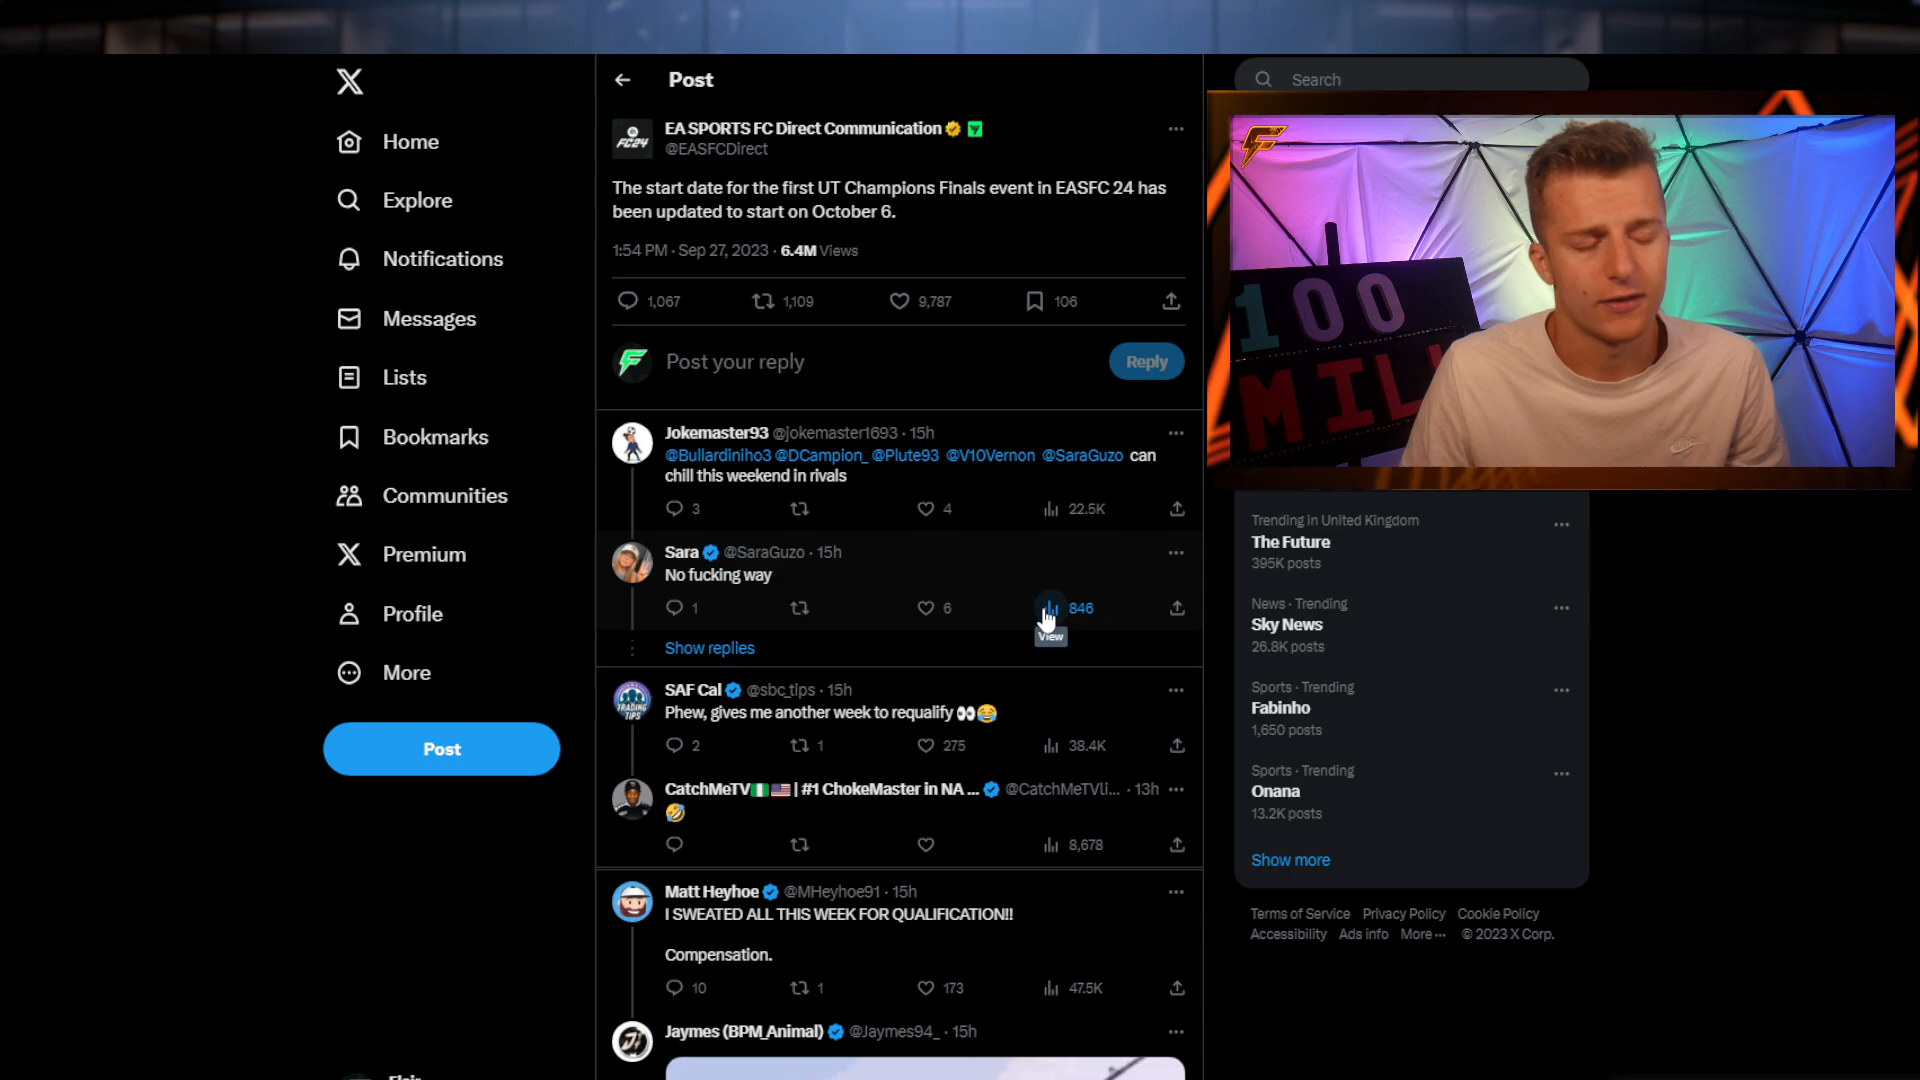 Home
Explore
Notifications
Messages
Lists
Bookmarks
Communities
Premium
Profile
More
Post
Post
EA SPORTS FC Direct Communication
@EASFCDirect
The start date for the first UT Champions Finals event in EASFC 24 has
been updated to start on October 6.
1:54 PM · Sep 27, 2023 · 6.4M Views
1,067 1,109 9,787 106
Post your reply
Reply
Jokemaster93 @jokemaster1693 · 15h
@Bullardiniho3 @DCampion_ @Plute93 @V10Vernon @SaraGuzo can
chill this weekend in rivals
3 4 22.5K
Sara @SaraGuzo · 15h
No fucking way
1 6 846
View
Show replies
SAF Cal @sbc_tips · 15h
Phew, gives me another week to requalify 👀😂
2 1 275 38.4K
CatchMeTV🇳🇬🇺🇸 | #1 ChokeMaster in NA ... @CatchMeTVli... · 13h
🤣
8,678
Matt Heyhoe @MHeyhoe91 · 15h
I SWEATED ALL THIS WEEK FOR QUALIFICATION!!
Compensation.
10 1 173 47.5K
Jaymes (BPM_Animal) @Jaymes94_ · 15h
Search
100
MILL
Trending in United Kingdom
The Future
395K posts
News · Trending
Sky News
26.8K posts
Sports · Trending
Fabinho
1,650 posts
Sports · Trending
Onana
13.2K posts
Show more
Terms of Service Privacy Policy Cookie Policy
Accessibility Ads info More ··· © 2023 X Corp.